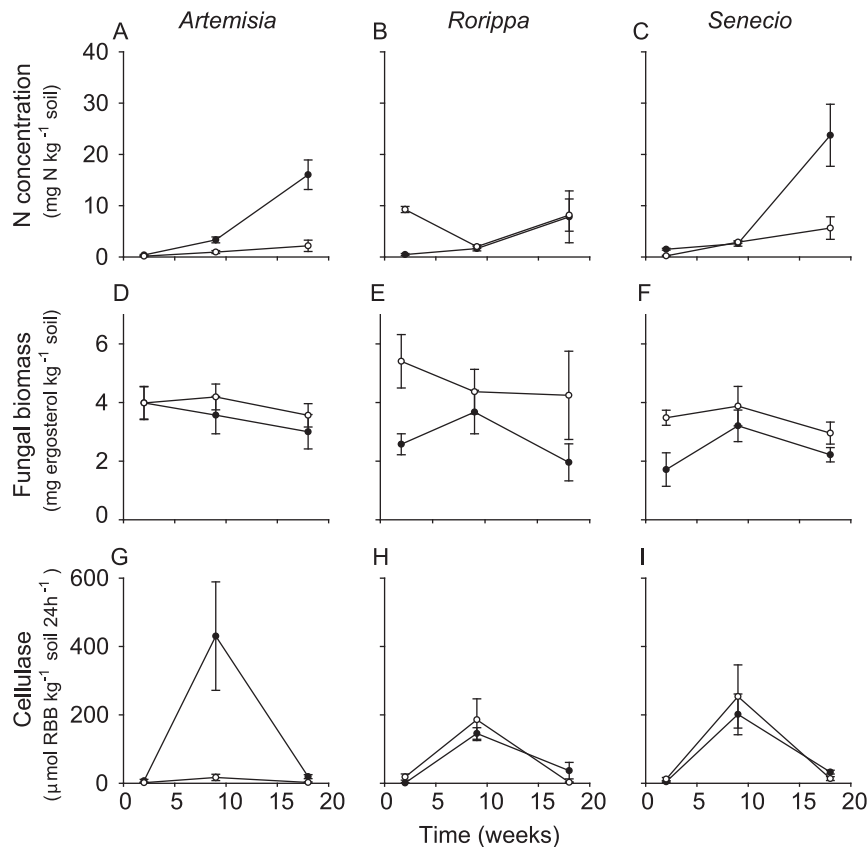 A Artemisia B Rorippa C Senecio
N concentration
(mg N kg⁻¹ soil)
40
30
20
10
0
D E F
Fungal biomass
(mg ergosterol kg⁻¹ soil)
6
4
2
0
G H I
Cellulase
(μmol RBB kg⁻¹ soil 24h⁻¹)
600
400
200
0
0 5 10 15 20 0 5 10 15 20 0 5 10 15 20
Time (weeks)